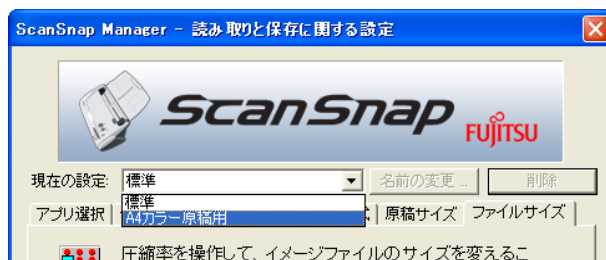 ScanSnap Manager - 読み取りと保存に関する設定
ScanSnap
FUJITSU
現在の設定: 標準 名前の変更 ... 削除
標準
A4カラー原稿用
アプリ選択 原稿サイズ ファイルサイズ
圧縮率を操作して、イメージファイルのサイズを変えるこ